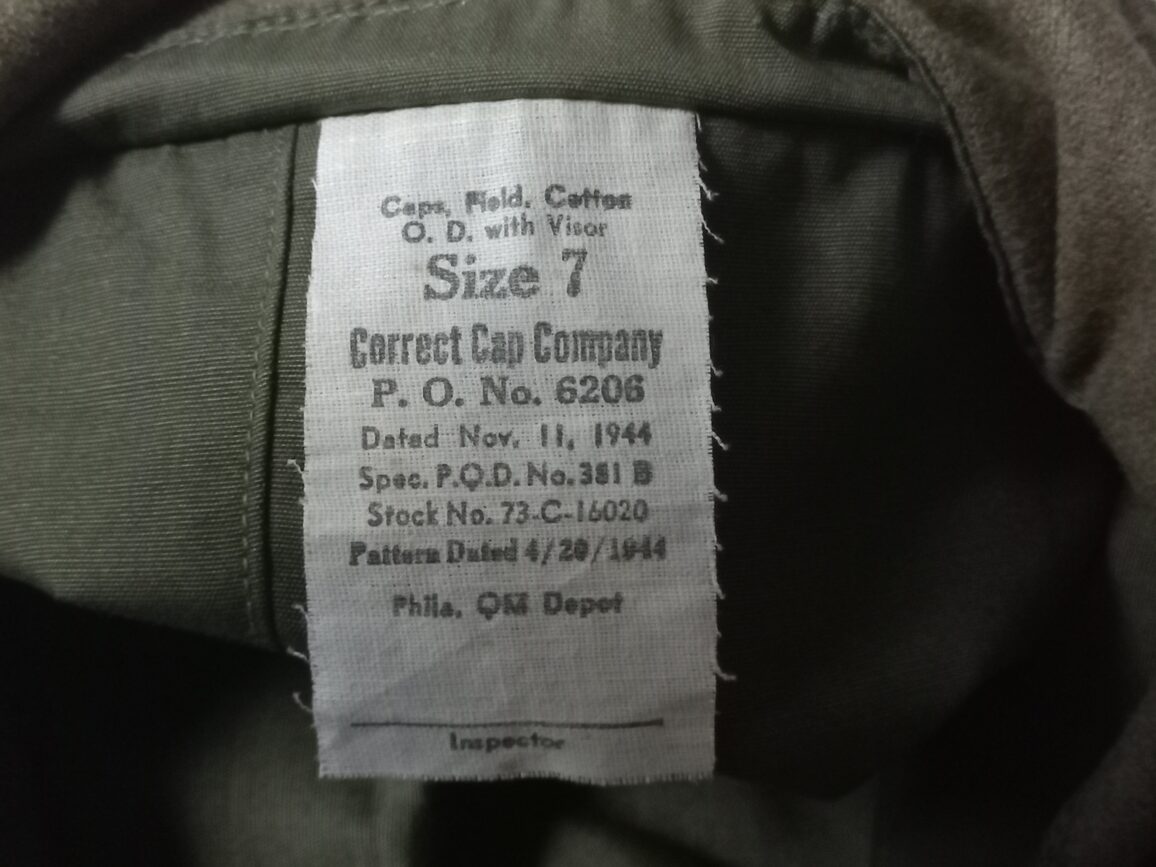 Caps, Field, Cotton
O. D. with Visor
Size 7
Correct Cap Company
P. O. No. 6206
Dated Nov. 11, 1944
Spec. P.Q.D. No. 381 B
Stock No. 73-C-16020
Pattern Dated 4/20/1944
Phila. QM Depot
Inspector